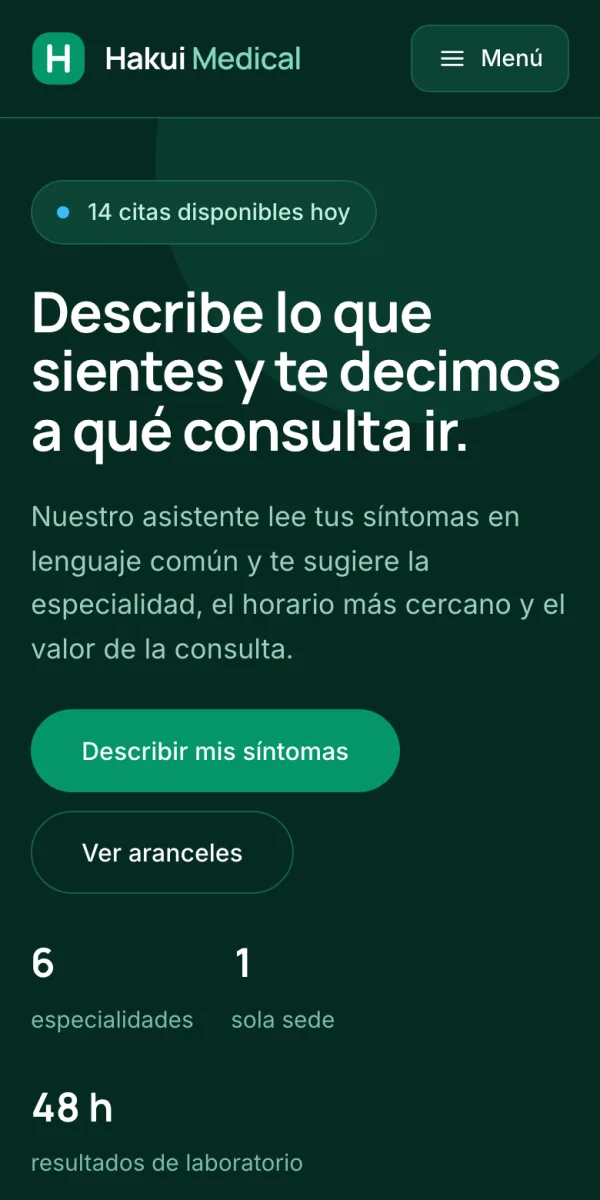 H Hakui Medical
Menú
14 citas disponibles hoy
Describe lo que
sientes y te decimos
a qué consulta ir.
Nuestro asistente lee tus síntomas en
lenguaje común y te sugiere la
especialidad, el horario más cercano y el
valor de la consulta.
Describir mis síntomas
Ver aranceles
6
especialidades
1
sola sede
48 h
resultados de laboratorio